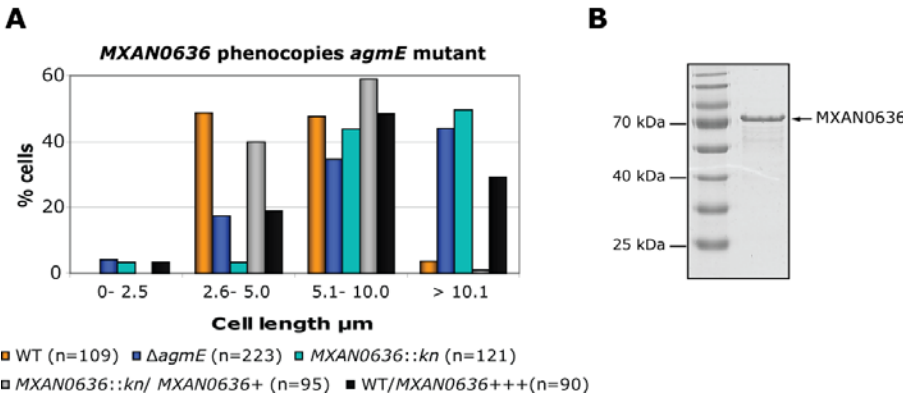 A
B
MXAN0636 phenocopies agmE mutant
60
40
20
0
% cells
0- 2.5 2.6- 5.0 5.1- 10.0 > 10.1
Cell length µm
WT (n=109) ΔagmE (n=223) MXAN0636::kn (n=121)
MXAN0636::kn/ MXAN0636+ (n=95) WT/MXAN0636+++(n=90)
70 kDa
MXAN0636
40 kDa
25 kDa